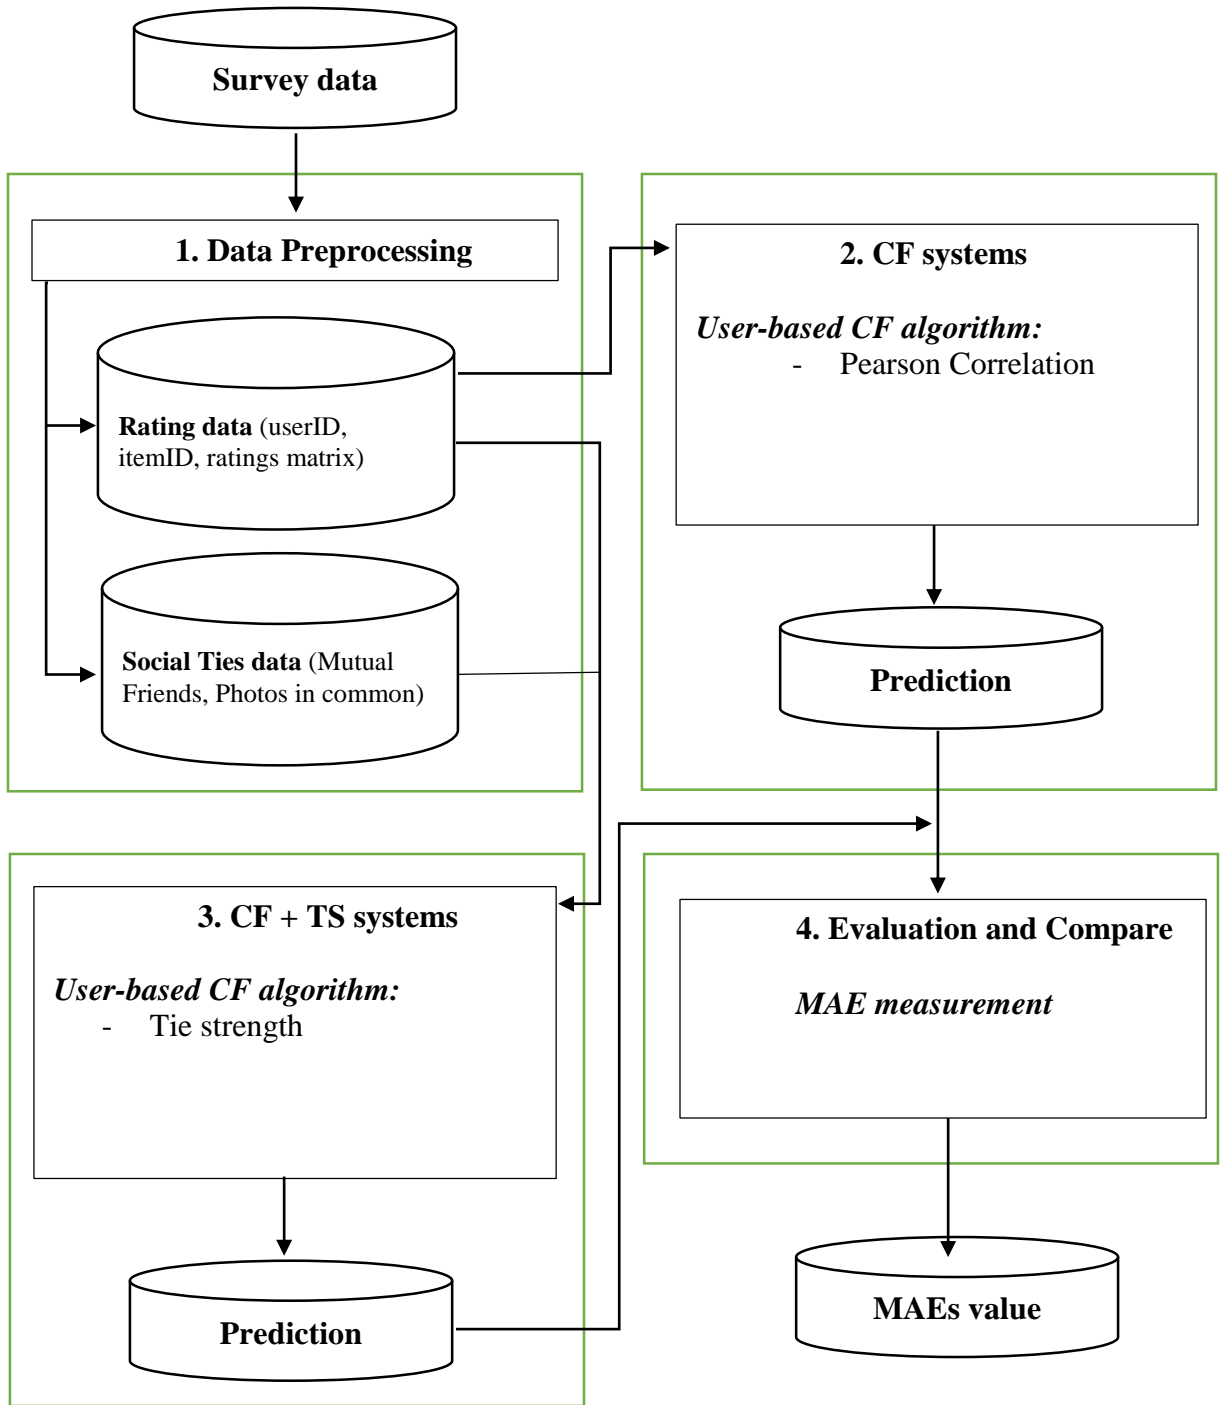 Survey data
1. Data Preprocessing
Rating data (userID,
itemID, ratings matrix)
Social Ties data (Mutual
Friends, Photos in common)
2. CF systems
User-based CF algorithm:
- Pearson Correlation
Prediction
3. CF + TS systems
User-based CF algorithm:
- Tie strength
Prediction
4. Evaluation and Compare
MAE measurement
MAEs value